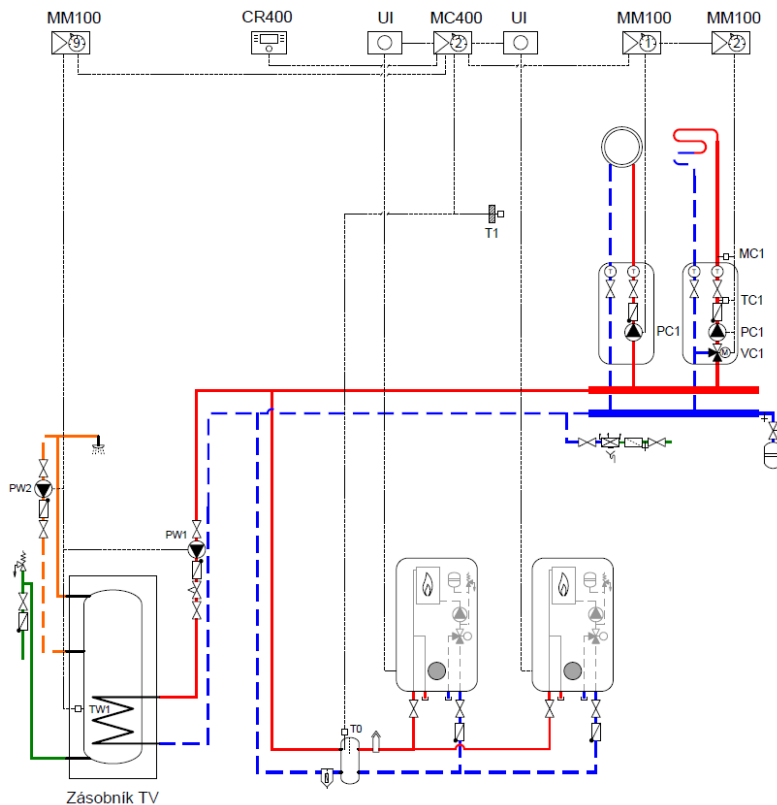 MM100 CR400 UI MC400 UI MM100 MM100
9 2 1 2
T1
MC1
T T T T
TC1
PC1 PC1
M
VC1
PW2
PW1
TW1
T0
Zásobník TV